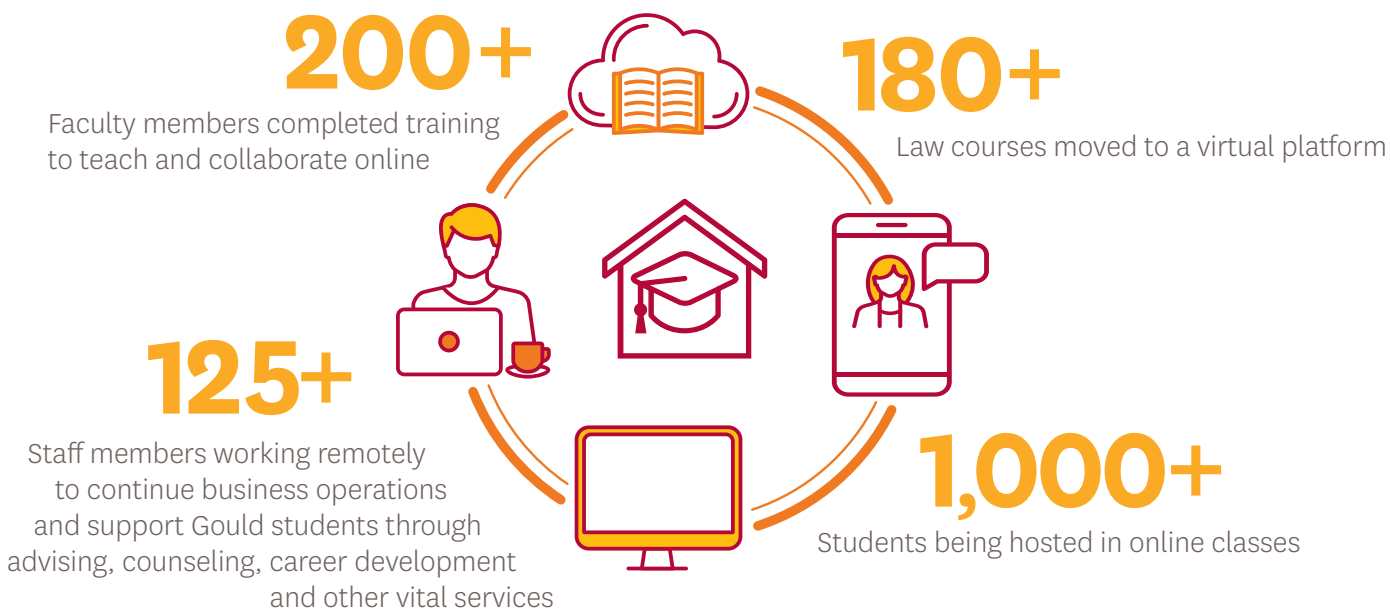 200+
Faculty members completed training
to teach and collaborate online
180+
Law courses moved to a virtual platform
125+
Staff members working remotely
to continue business operations
and support Gould students through
advising, counseling, career development
and other vital services
1,000+
Students being hosted in online classes